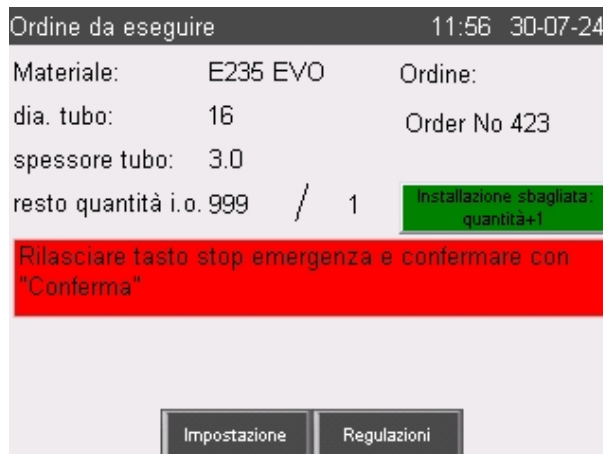 Ordine da eseguire 11:56 30-07-24
Materiale: E235 EVO Ordine:
dia. tubo: 16 Order No 423
spessore tubo: 3.0
resto quantità i.o. 999 / 1 Installazione sbagliata:
quantità+1
Rilasciare tasto stop emergenza e confermare con
"Conferma"
Impostazione Regulazioni